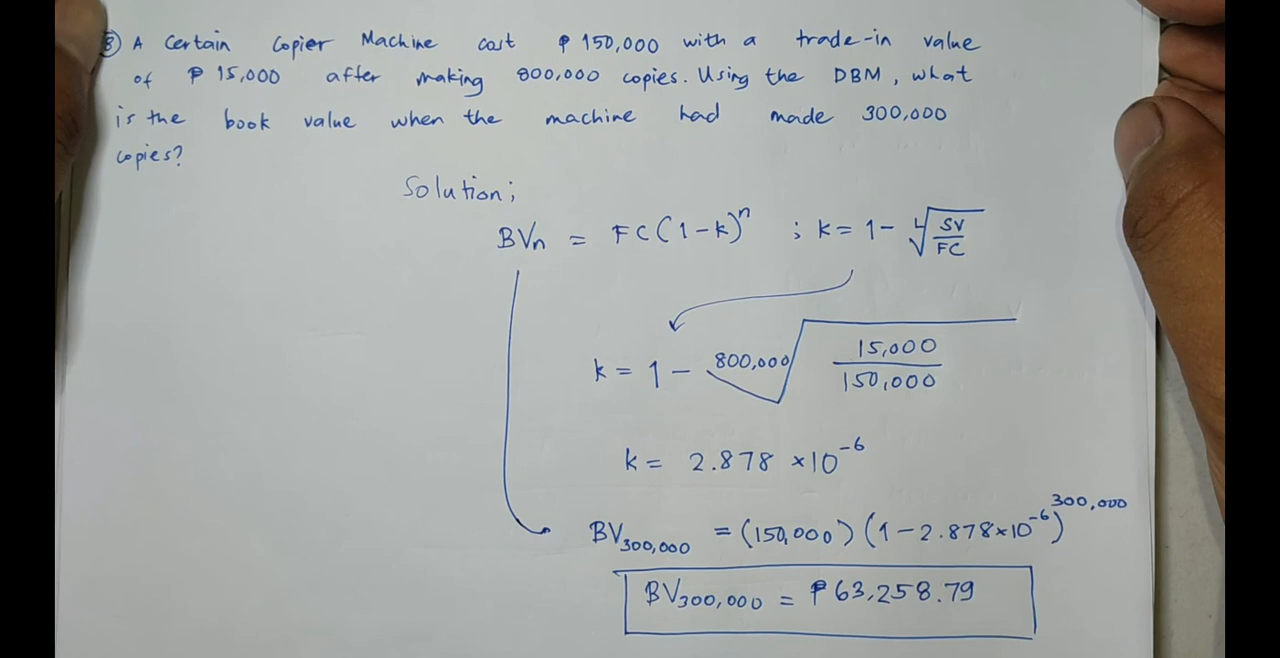 8) A Certain Copier Machine cost ₱ 150,000 with a trade-in value
of ₱ 15,000 after making 800,000 copies. Using the DBM, what
is the book value when the machine had made 300,000
copies?
Solution;
BVn = FC(1-k)ⁿ ; k = 1 - ᴸ√(SV/FC)
k = 1 - ⁸⁰⁰'⁰⁰⁰√(15,000/150,000)
k = 2.878 ×10⁻⁶
BV₃₀₀,₀₀₀ = (150,000) (1-2.878×10⁻⁶)³⁰⁰'⁰⁰⁰
BV₃₀₀,₀₀₀ = ₱63,258.79